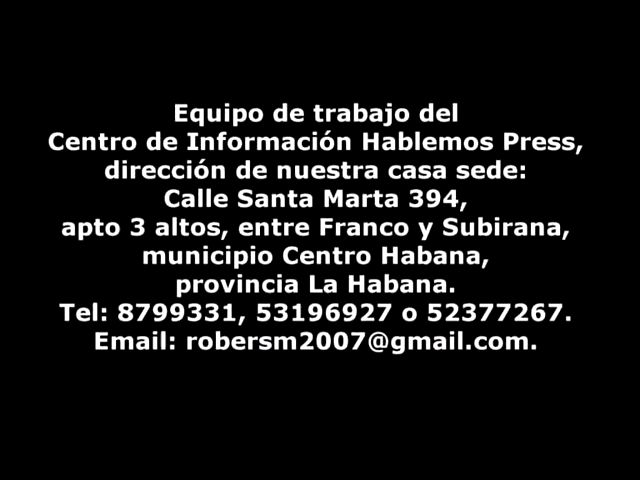 Equipo de trabajo del
Centro de Información Hablemos Press,
dirección de nuestra casa sede:
Calle Santa Marta 394,
apto 3 altos, entre Franco y Subirana,
municipio Centro Habana,
provincia La Habana.
Tel: 8799331, 53196927 o 52377267.
Email: robersm2007@gmail.com.